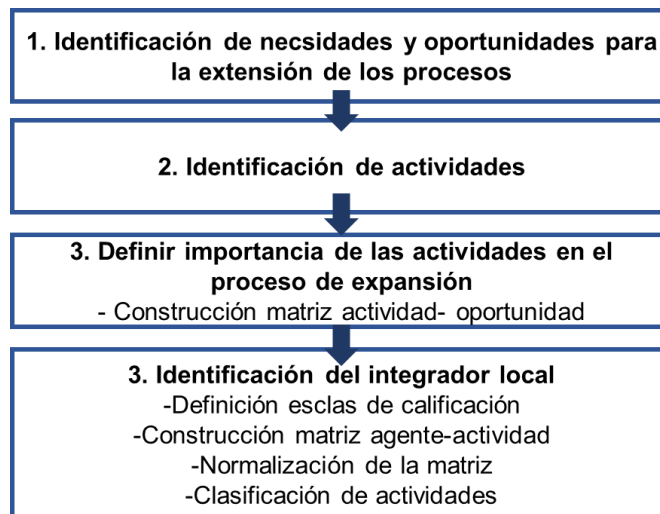 1. Identificación de necsidades y oportunidades para
la extensión de los procesos
2. Identificación de actividades
3. Definir importancia de las actividades en el
proceso de expansión
- Construcción matriz actividad- oportunidad
3. Identificación del integrador local
-Definición esclas de calificación
-Construcción matriz agente-actividad
-Normalización de la matriz
-Clasificación de actividades